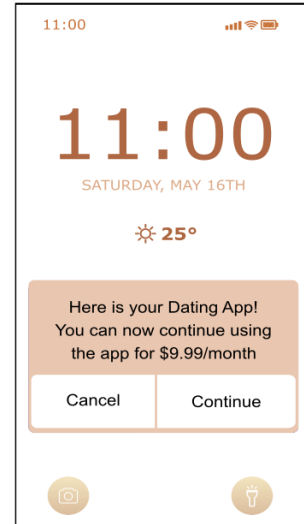 11:00
11:00
SATURDAY, MAY 16TH
25°
Here is your Dating App!
You can now continue using
the app for $9.99/month
Cancel Continue